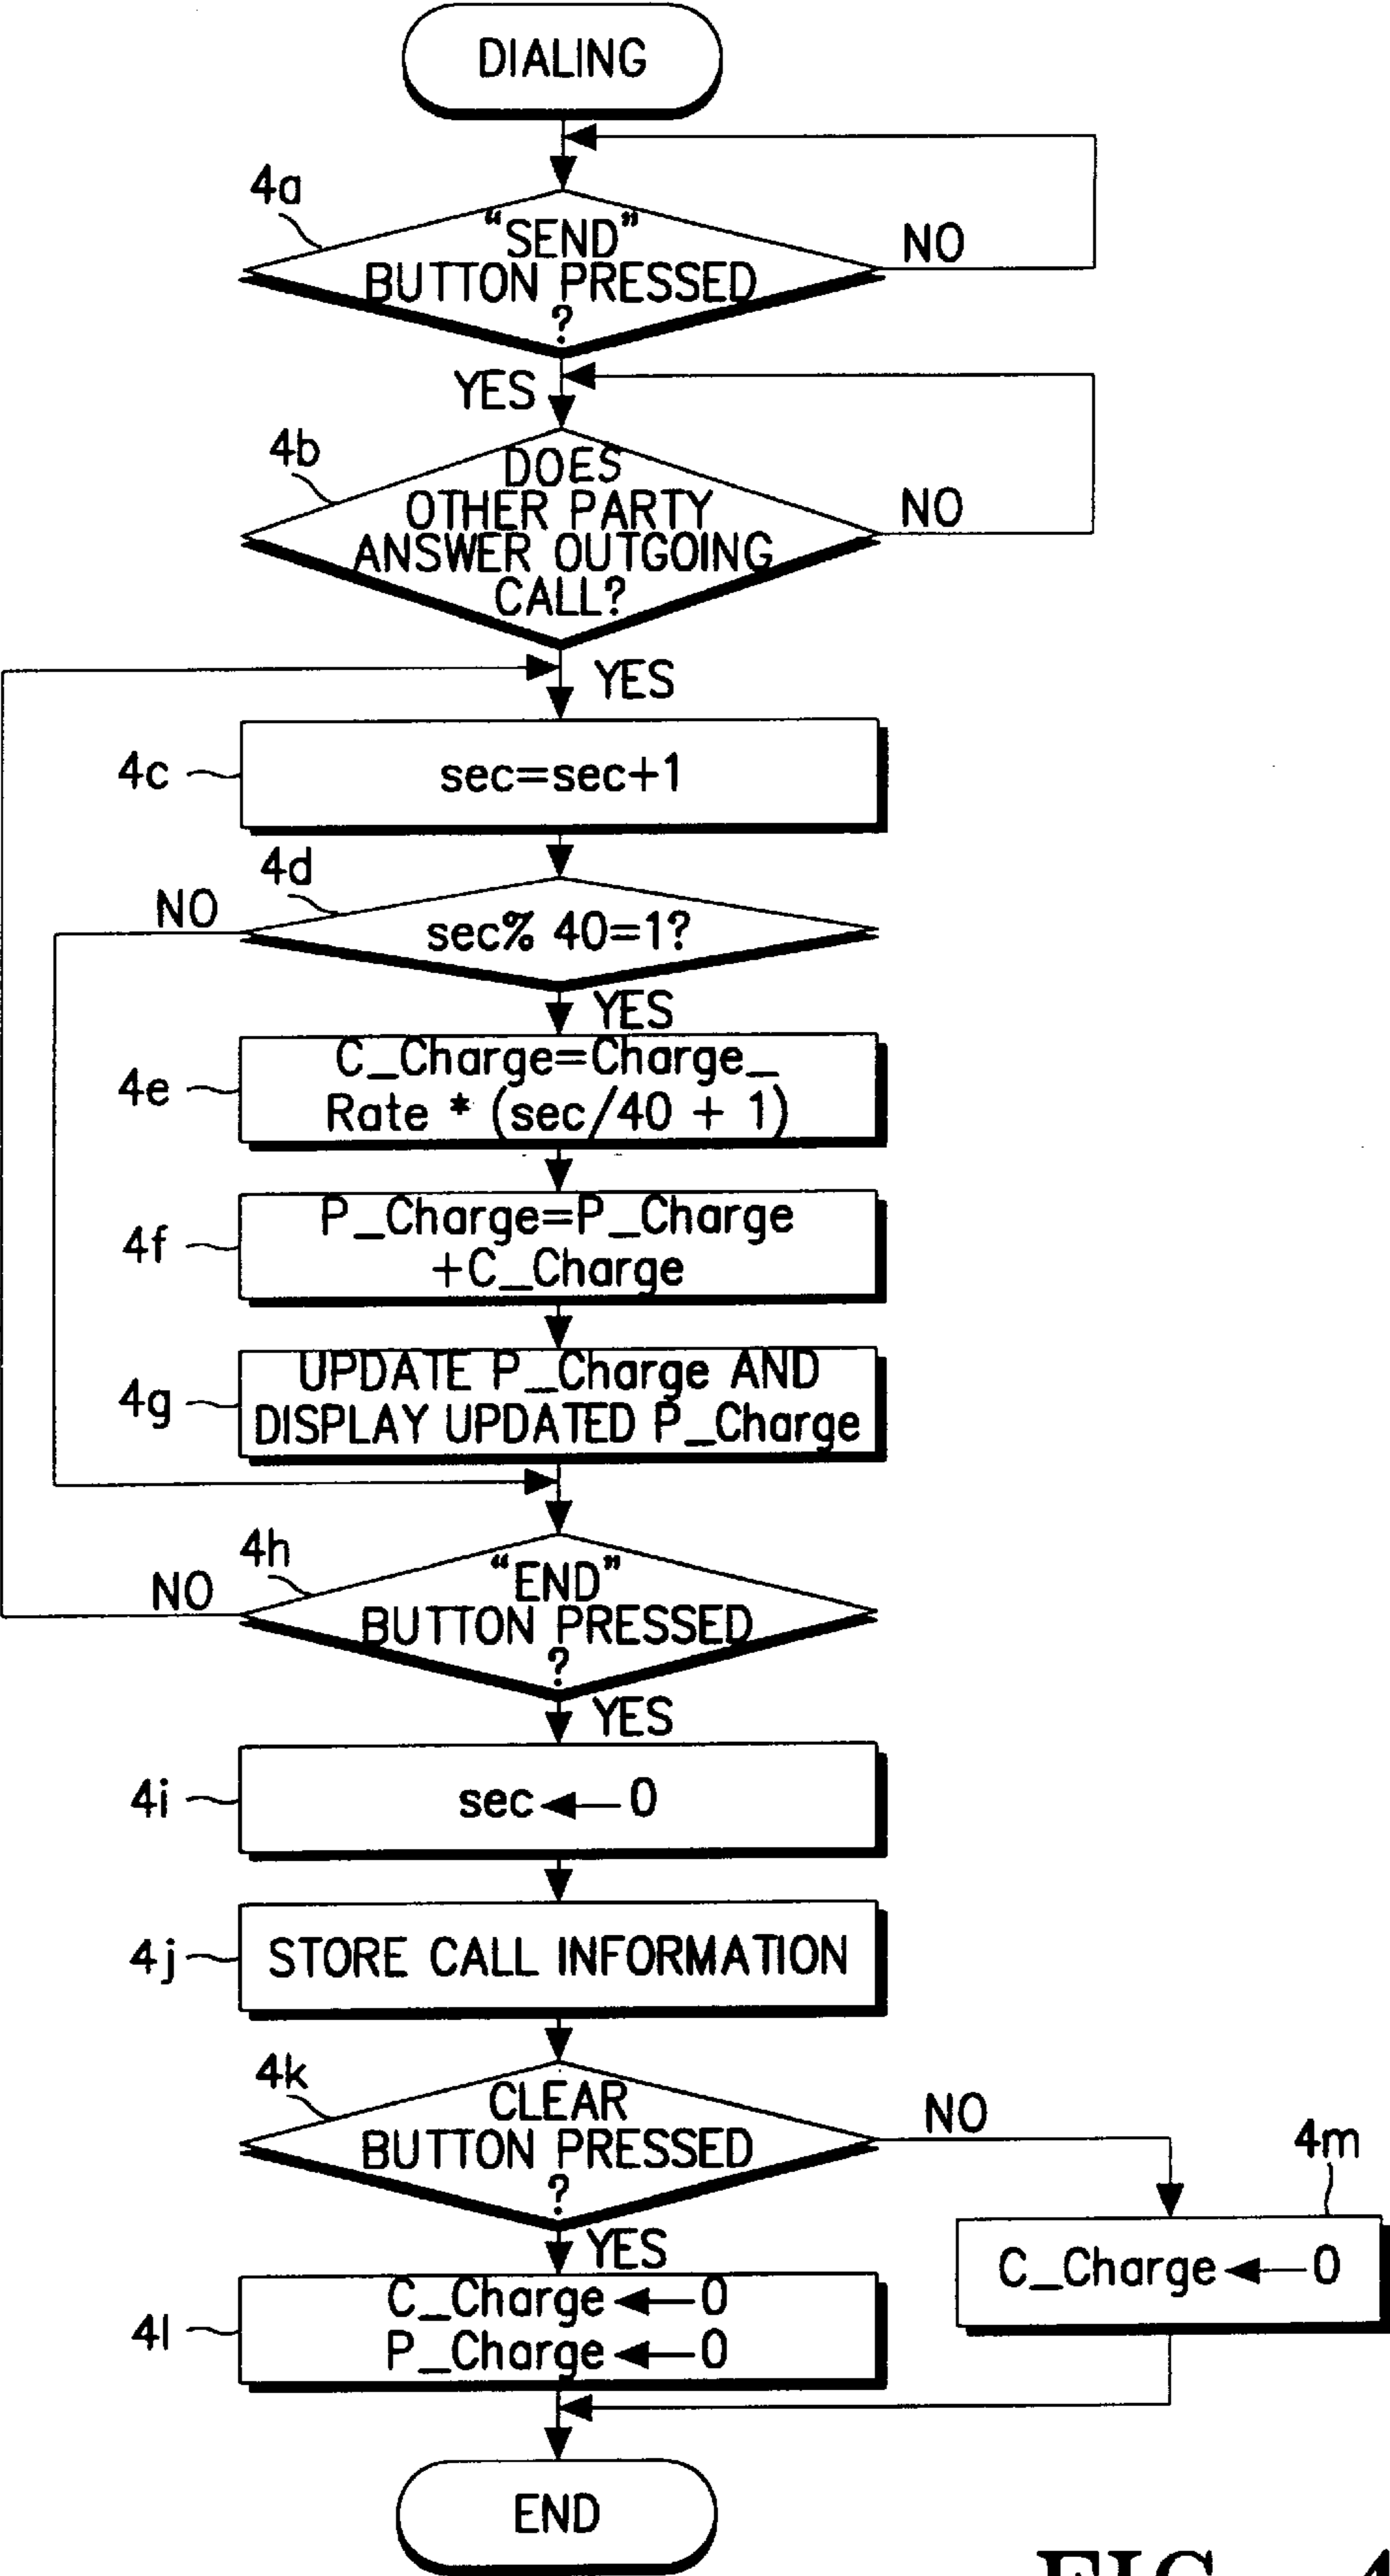 DIALING
4a
“SEND”
BUTTON PRESSED
?
NO
YES
4b
DOES
OTHER PARTY
ANSWER OUTGOING
CALL?
NO
YES
4c
sec=sec+1
4d
NO
sec% 40=1?
YES
4e
C_Charge=Charge_
Rate * (sec/40 + 1)
4f
P_Charge=P_Charge
+C_Charge
4g
UPDATE P_Charge AND
DISPLAY UPDATED P_Charge
4h
NO
“END”
BUTTON PRESSED
?
YES
4i
sec←0
4j
STORE CALL INFORMATION
4k
CLEAR
BUTTON PRESSED
?
NO
4m
YES
C_Charge←0
4l
C_Charge←0
P_Charge←0
END
FIG. 4